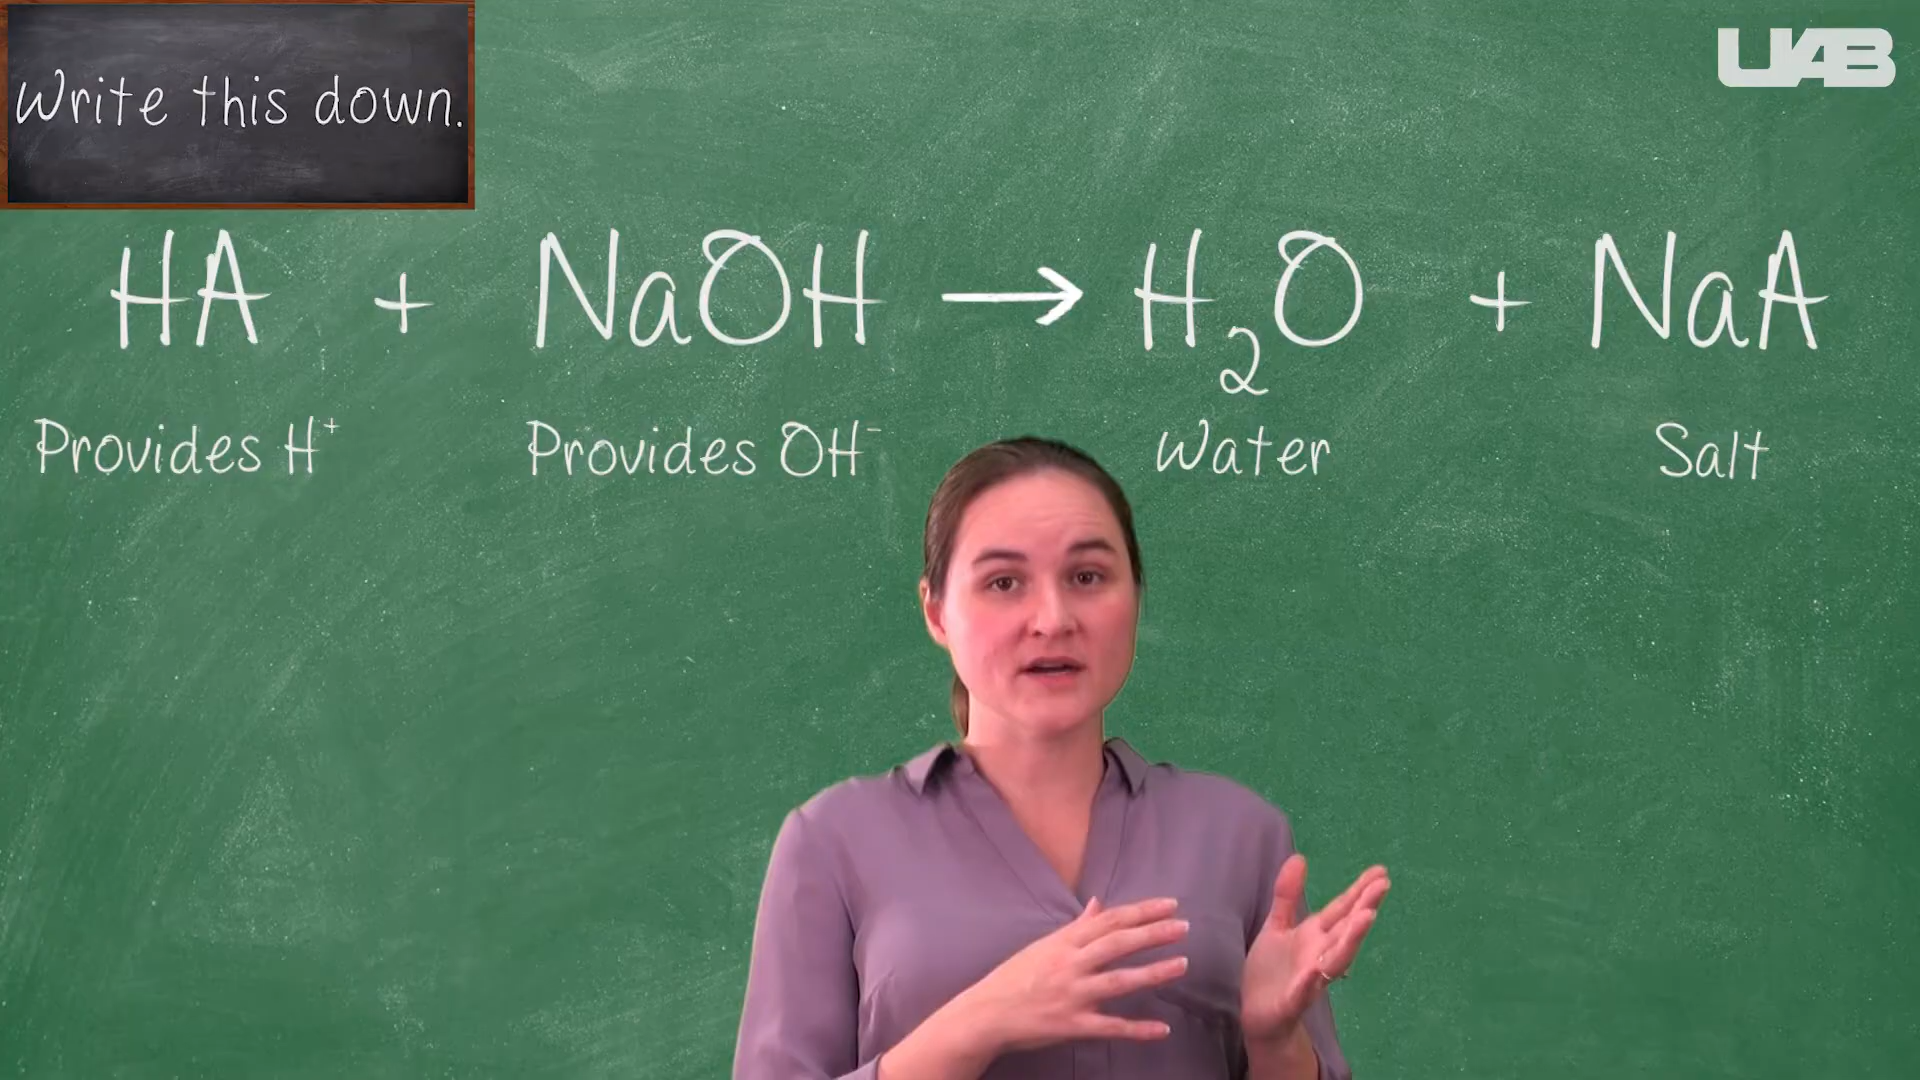 Write this down.
UAB
HA + NaOH → H₂O + NaA
Provides H⁺ Provides OH⁻ Water Salt